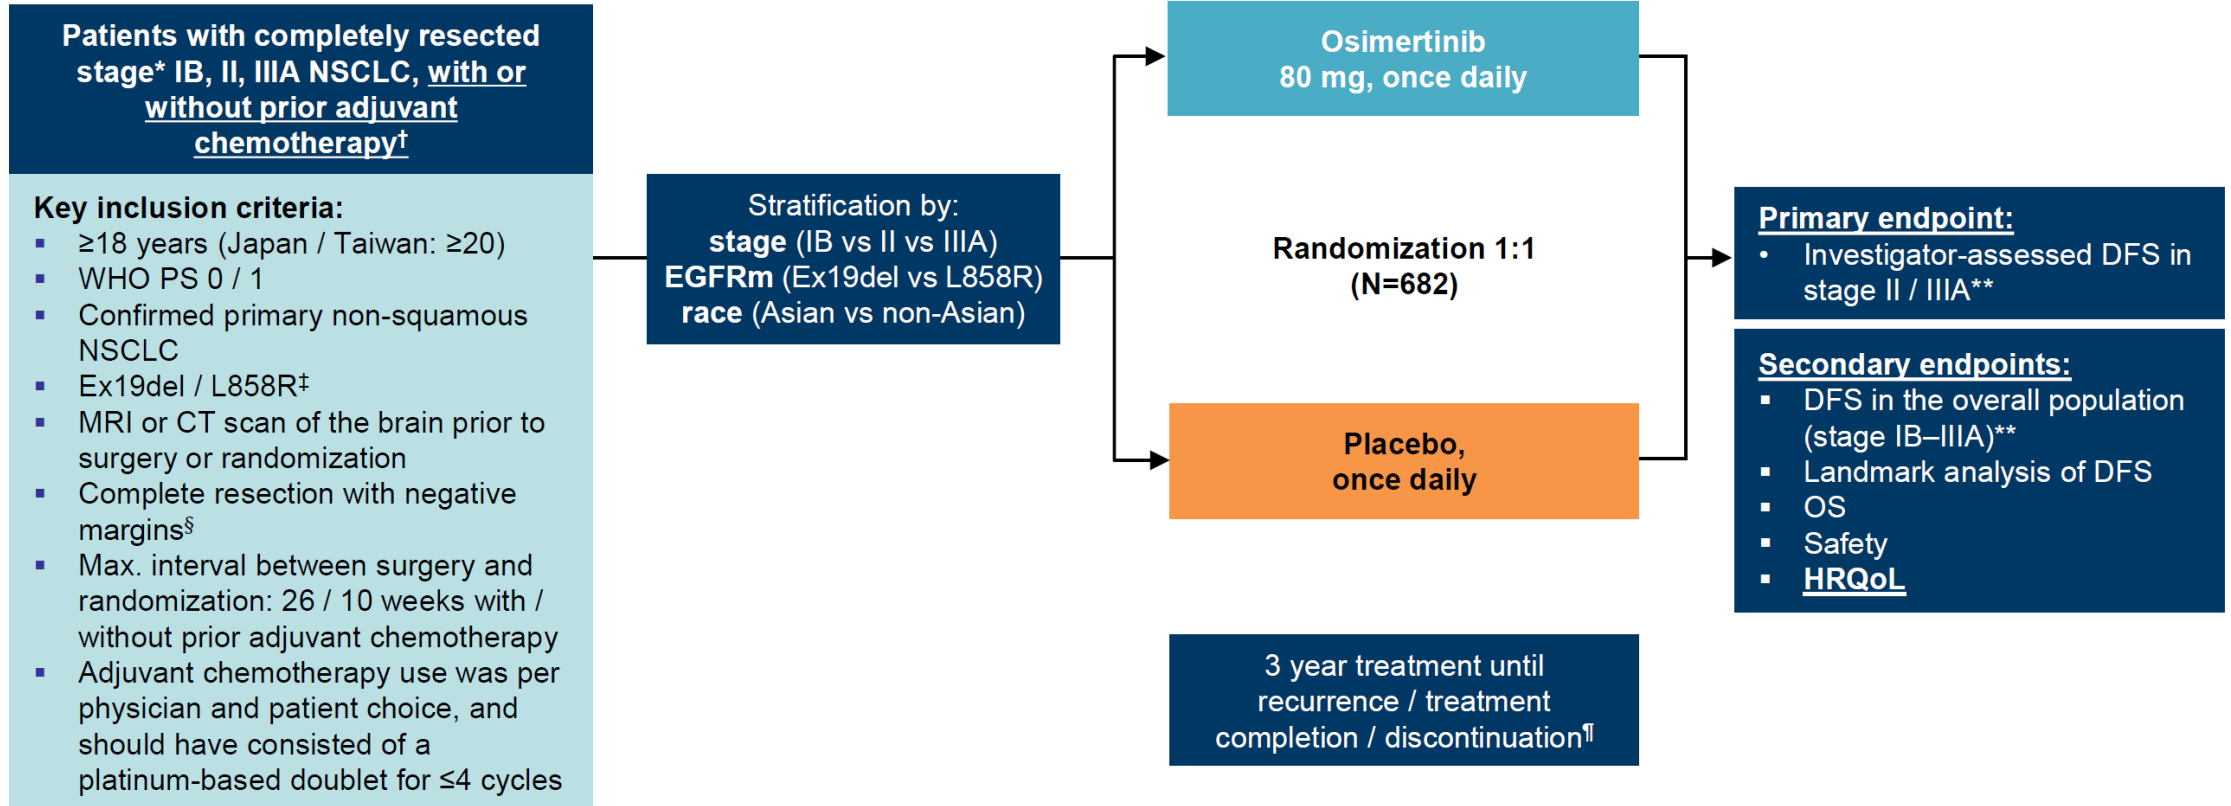 Patients with completely resected
stage* IB, II, IIIA NSCLC, with or
without prior adjuvant
chemotherapy†
Key inclusion criteria:
▪ ≥18 years (Japan / Taiwan: ≥20)
▪ WHO PS 0 / 1
▪ Confirmed primary non-squamous
NSCLC
▪ Ex19del / L858R‡
▪ MRI or CT scan of the brain prior to
surgery or randomization
▪ Complete resection with negative
margins§
▪ Max. interval between surgery and
randomization: 26 / 10 weeks with /
without prior adjuvant chemotherapy
▪ Adjuvant chemotherapy use was per
physician and patient choice, and
should have consisted of a
platinum-based doublet for ≤4 cycles
Stratification by:
stage (IB vs II vs IIIA)
EGFRm (Ex19del vs L858R)
race (Asian vs non-Asian)
Osimertinib
80 mg, once daily
Randomization 1:1
(N=682)
Placebo,
once daily
3 year treatment until
recurrence / treatment
completion / discontinuation¶
Primary endpoint:
• Investigator-assessed DFS in
stage II / IIIA**
Secondary endpoints:
▪ DFS in the overall population
(stage IB–IIIA)**
▪ Landmark analysis of DFS
▪ OS
▪ Safety
▪ HRQoL